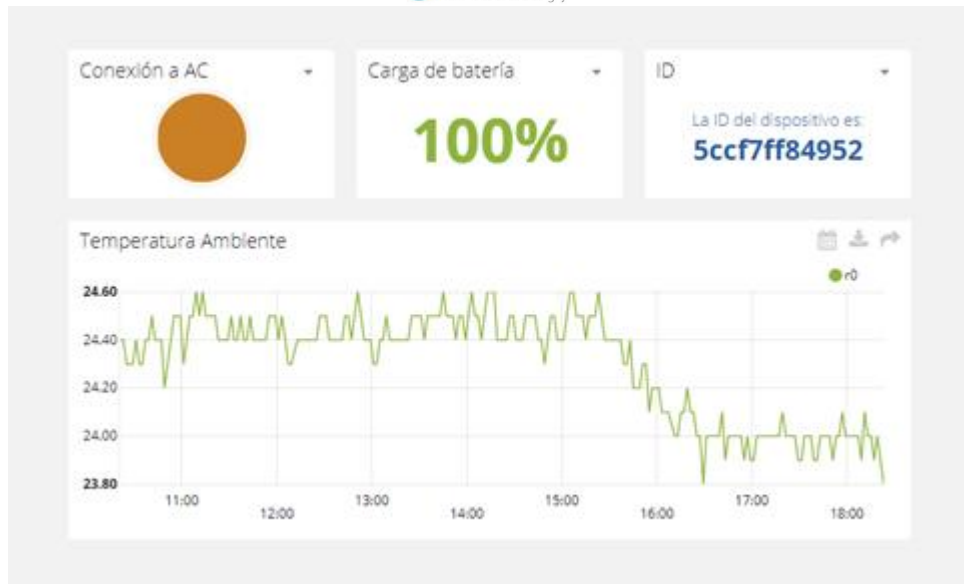 Conexión a AC
Carga de batería
ID
100%
La ID del dispositivo es:
5ccf7ff84952
Temperatura Ambiente
r0
24.60
24.40
24.20
24.00
23.80
11:00
12:00
13:00
14:00
15:00
16:00
17:00
18:00